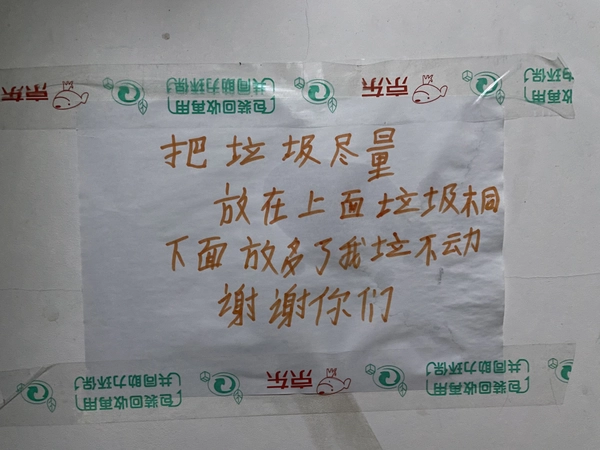 京东
包装回收再用
共同助力环保
京东
包装回收再用
共同助力环保
把垃圾尽量
放在上面垃圾桐
下面放多了我垃不动
谢谢你们
包装回收再用
共同助力环保
京东
包装回收再用
共同助力环保